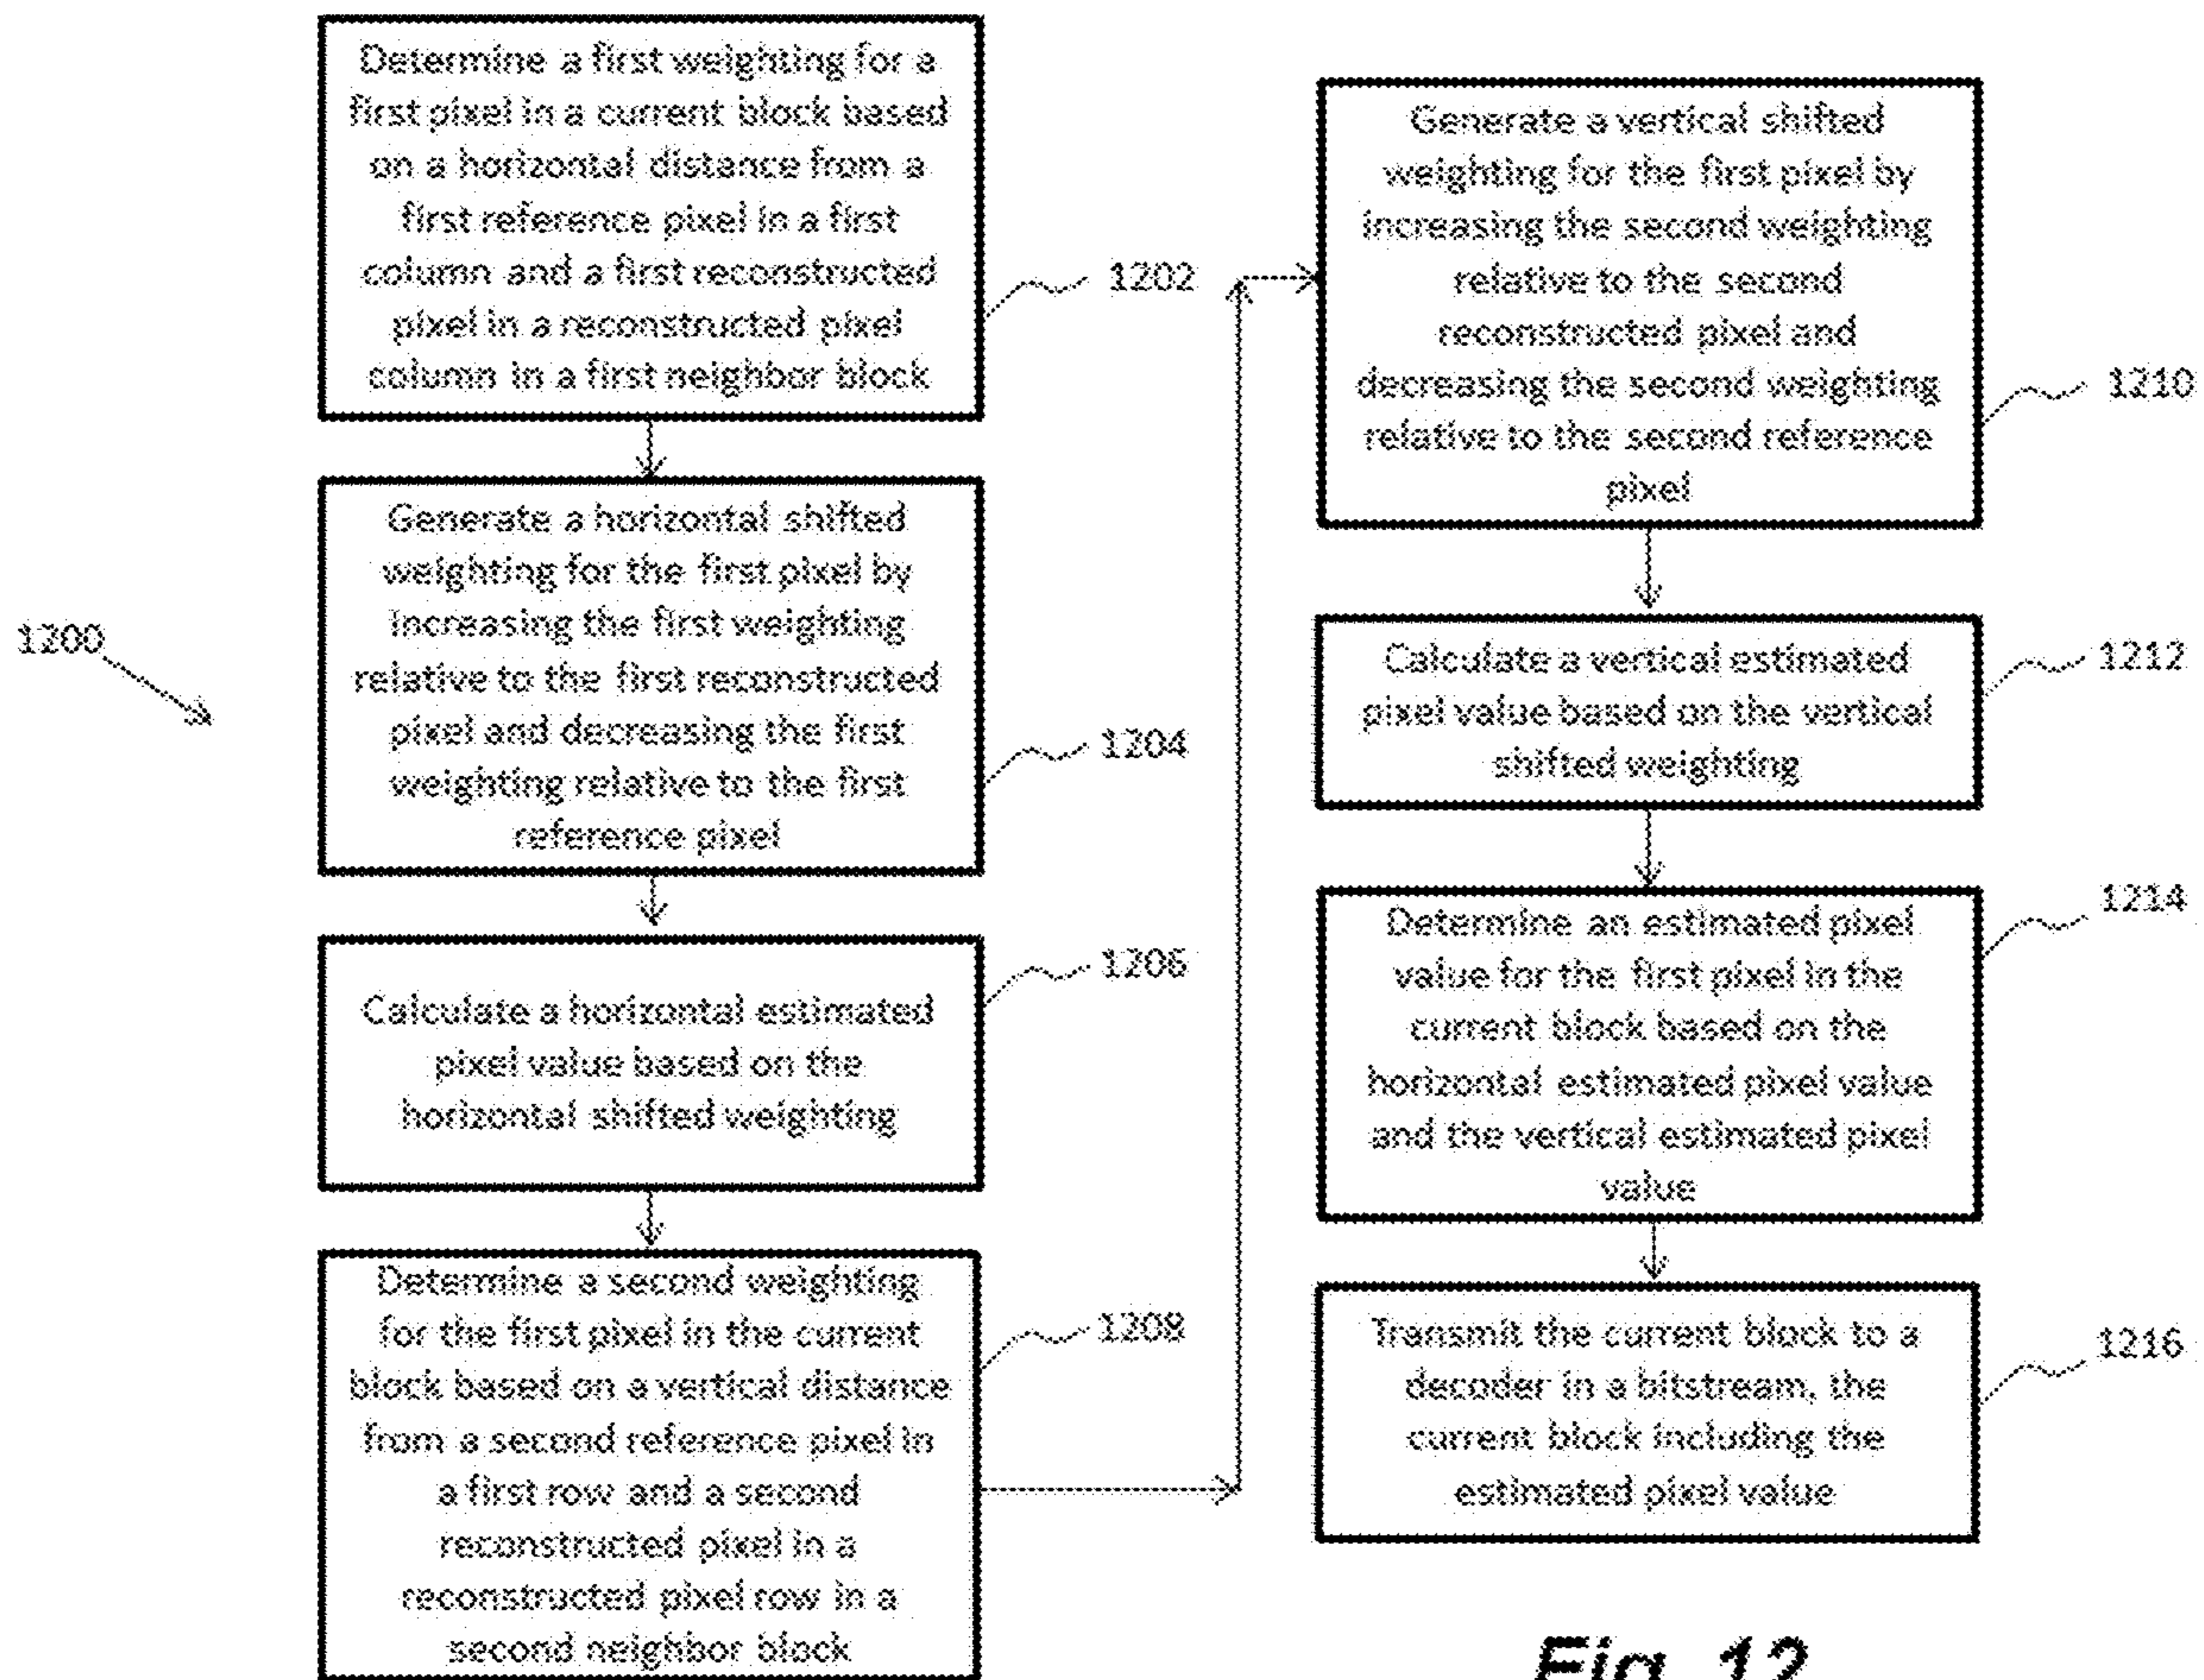 Determine a first weighting for a
first pixel in a current block based
on a horizontal distance from a
first reference pixel in a first
column and a first reconstructed
pixel in a reconstructed pixel
column in a first neighbor block
1202
Generate a horizontal shifted
weighting for the first pixel by
increasing the first weighting
relative to the first reconstructed
pixel and decreasing the first
weighting relative to the first
reference pixel
1204
1200
Calculate a horizontal estimated
pixel value based on the
horizontal shifted weighting
1206
Determine a second weighting
for the first pixel in the current
block based on a vertical distance
from a second reference pixel in
a first row and a second
reconstructed pixel in a
reconstructed pixel row in a
second neighbor block
1208
Generate a vertical shifted
weighting for the first pixel by
increasing the second weighting
relative to the second
reconstructed pixel and
decreasing the second weighting
relative to the second reference
pixel
1210
Calculate a vertical estimated
pixel value based on the vertical
shifted weighting
1212
Determine an estimated pixel
value for the first pixel in the
current block based on the
horizontal estimated pixel value
and the vertical estimated pixel
value
1214
Transmit the current block to a
decoder in a bitstream, the
current block including the
estimated pixel value
1216
Fig. 12